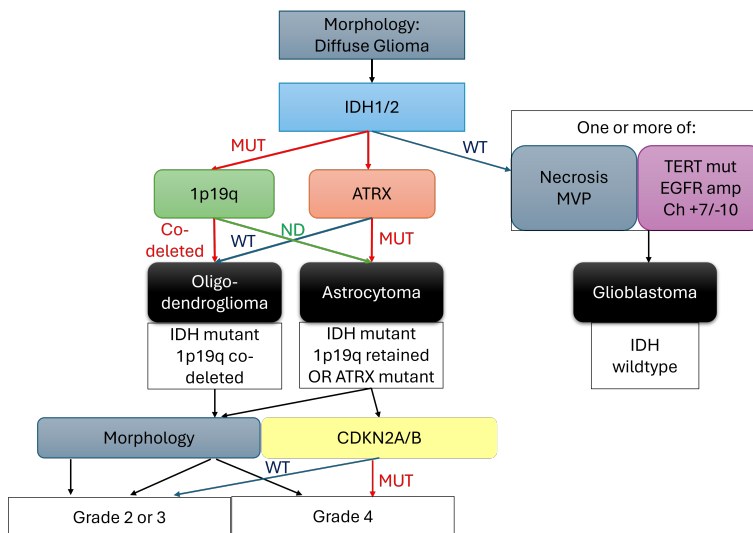 Morphology:
Diffuse Glioma
IDH1/2
MUT
WT
One or more of:
1p19q
ATRX
Necrosis
MVP
TERT mut
EGFR amp
Ch +7/-10
Co-
deleted
WT
ND
MUT
Oligo-
dendroglioma
Astrocytoma
Glioblastoma
IDH mutant
1p19q co-
deleted
IDH mutant
1p19q retained
OR ATRX mutant
IDH
wildtype
Morphology
CDKN2A/B
WT
MUT
Grade 2 or 3
Grade 4